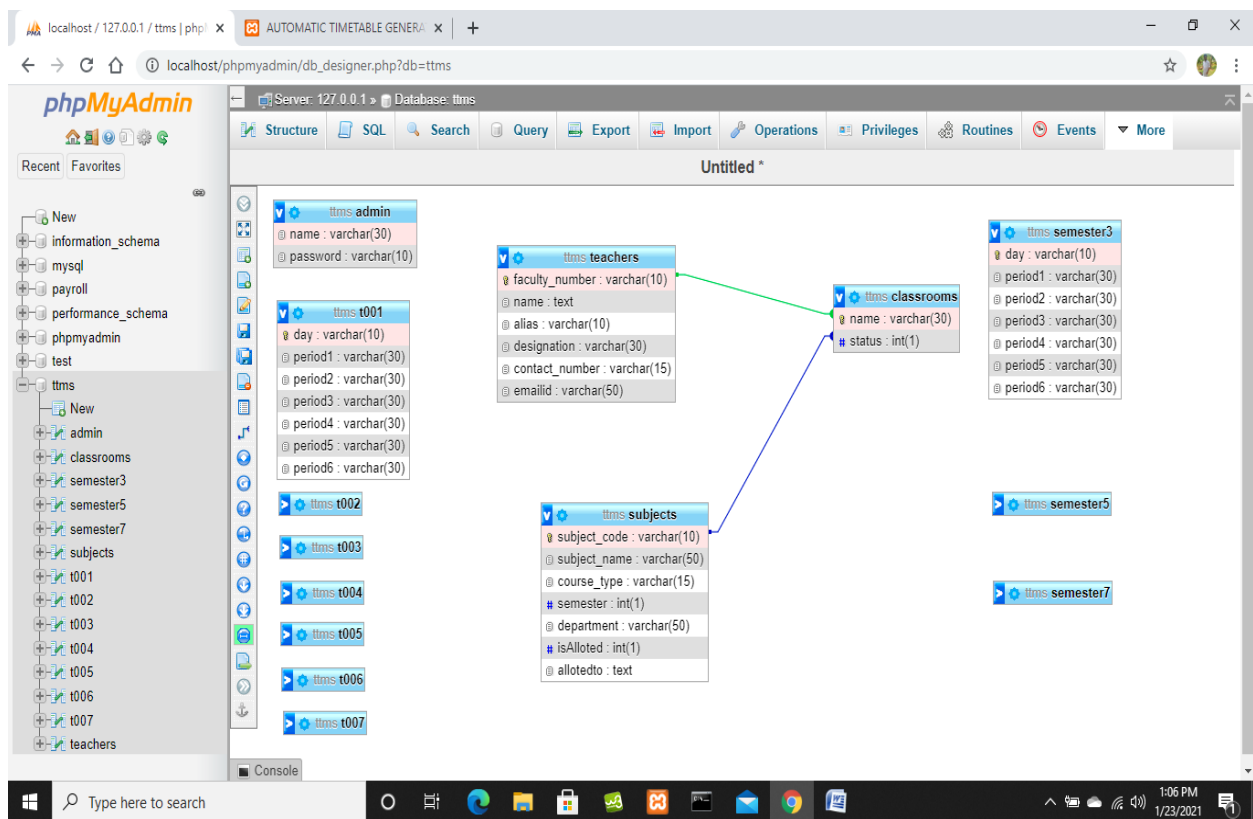 localhost / 127.0.0.1 / ttms | php
AUTOMATIC TIMETABLE GENERA
localhost/phpmyadmin/db_designer.php?db=ttms
phpMyAdmin
Recent Favorites
New
information_schema
mysql
payroll
performance_schema
phpmyadmin
test
ttms
New
admin
classrooms
semester3
semester5
semester7
subjects
t001
t002
t003
t004
t005
t006
t007
teachers
Server: 127.0.0.1 » Database: ttms
Structure SQL Search Query Export Import Operations Privileges Routines Events More
Untitled *
ttms admin
name : varchar(30)
password : varchar(10)
ttms t001
day : varchar(10)
period1 : varchar(30)
period2 : varchar(30)
period3 : varchar(30)
period4 : varchar(30)
period5 : varchar(30)
period6 : varchar(30)
ttms t002
ttms t003
ttms t004
ttms t005
ttms t006
ttms t007
ttms teachers
faculty_number : varchar(10)
name : text
alias : varchar(10)
designation : varchar(30)
contact_number : varchar(15)
emailid : varchar(50)
ttms subjects
subject_code : varchar(10)
subject_name : varchar(50)
course_type : varchar(15)
# semester : int(1)
department : varchar(50)
# isAlloted : int(1)
allotedto : text
ttms classrooms
name : varchar(30)
# status : int(1)
ttms semester3
day : varchar(10)
period1 : varchar(30)
period2 : varchar(30)
period3 : varchar(30)
period4 : varchar(30)
period5 : varchar(30)
period6 : varchar(30)
ttms semester5
ttms semester7
Console
Type here to search
1:06 PM
1/23/2021